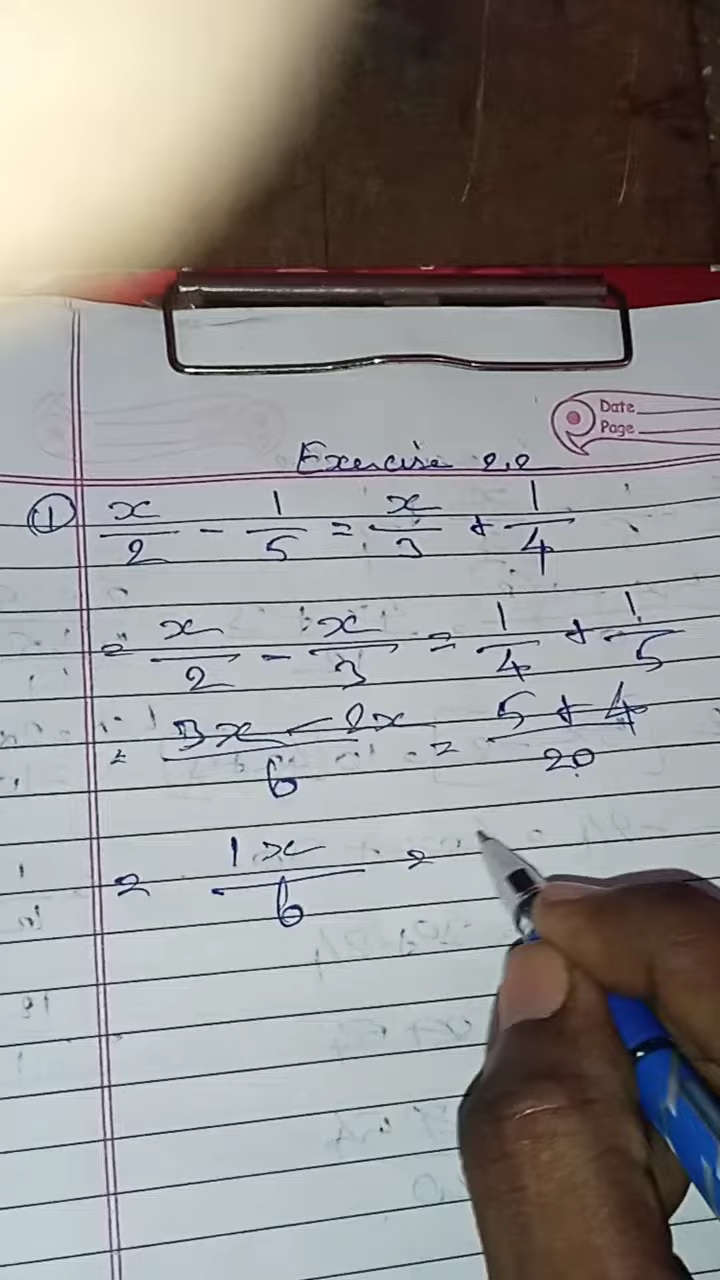 Date
Page
Exercise 2.2
① x/2 - 1/5 = x/3 + 1/4
= x/2 - x/3 = 1/4 + 1/5
= 3x - 2x/6 = 5 + 4/20
= 1x/6 =